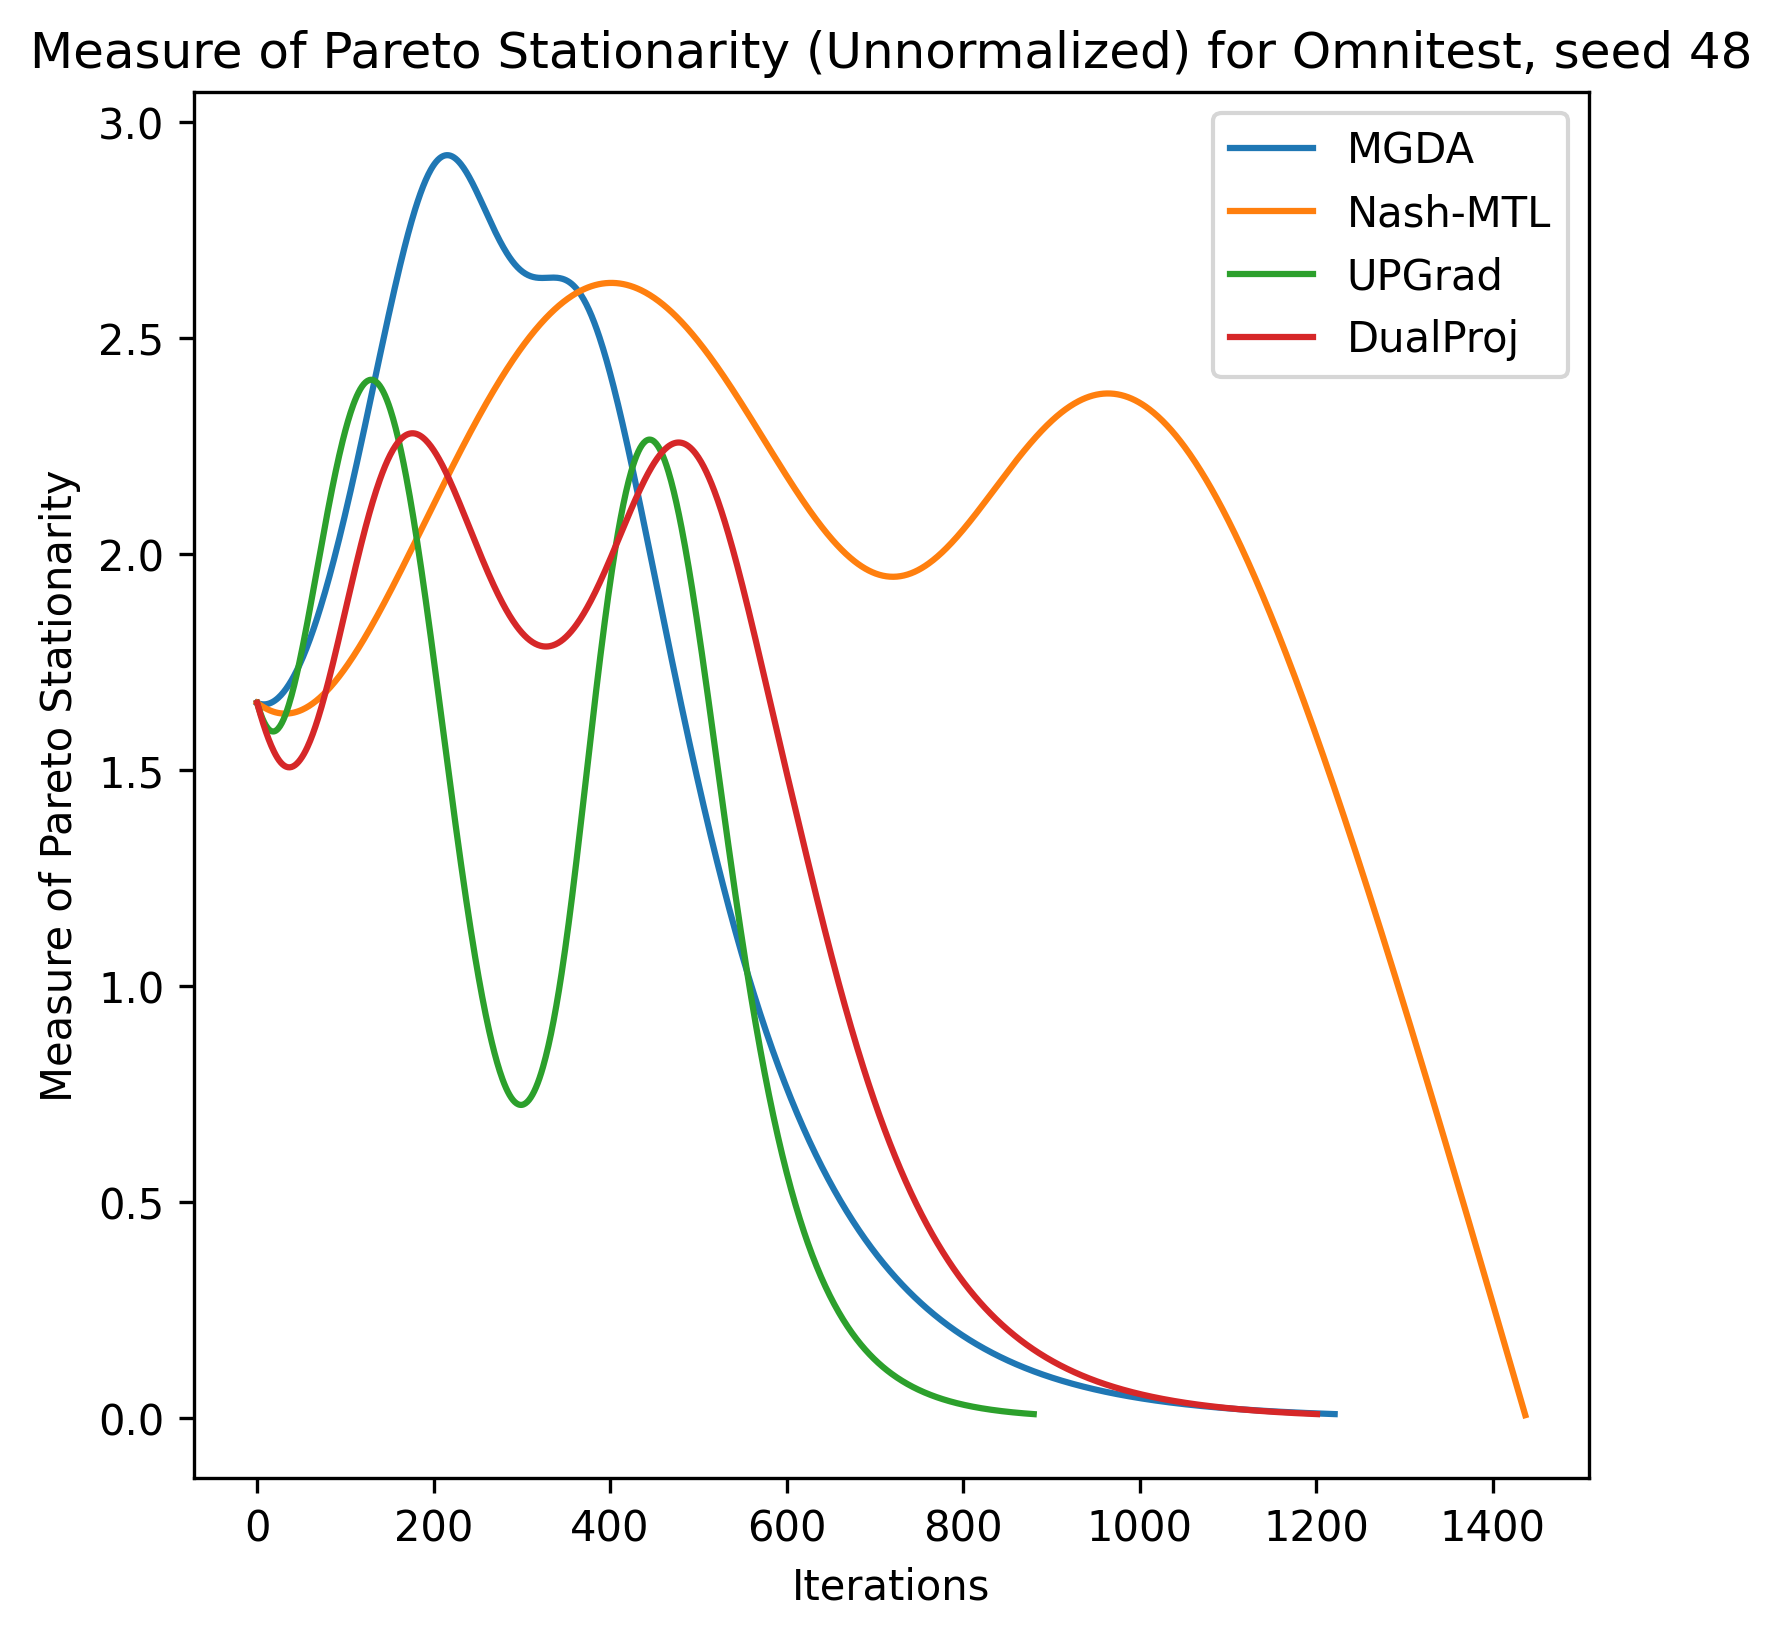 Measure of Pareto Stationarity (Unnormalized) for Omnitest, seed 48
MGDA
Nash-MTL
UPGrad
DualProj
Measure of Pareto Stationarity
3.0
2.5
2.0
1.5
1.0
0.5
0.0
0 200 400 600 800 1000 1200 1400
Iterations